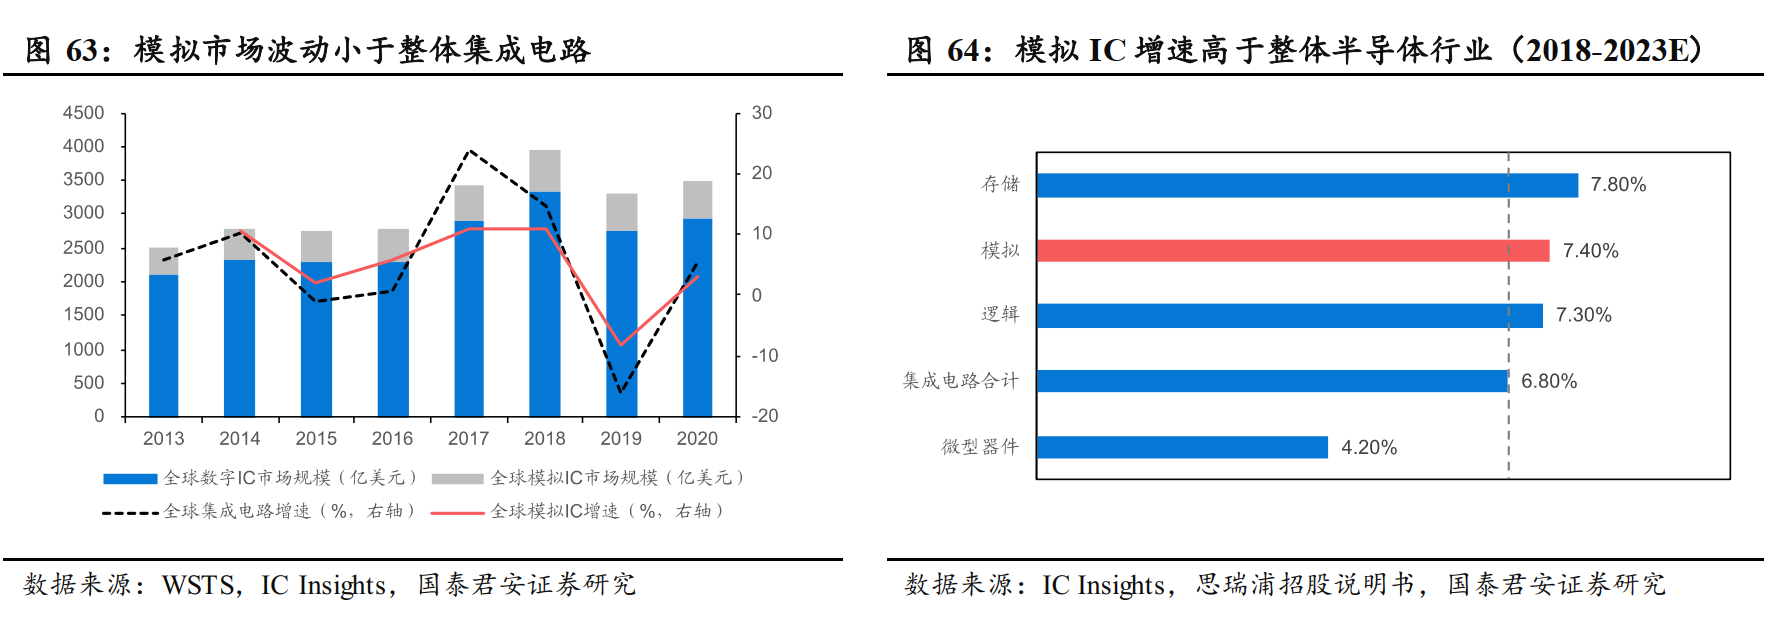 图 63：模拟市场波动小于整体集成电路
4500
4000
3500
3000
2500
2000
1500
1000
500
0
30
20
10
0
-10
-20
2013 2014 2015 2016 2017 2018 2019 2020
全球数字IC市场规模（亿美元） 全球模拟IC市场规模（亿美元）
全球集成电路增速（%，右轴） 全球模拟IC增速（%，右轴）
数据来源：WSTS，IC Insights，国泰君安证券研究
图 64：模拟 IC 增速高于整体半导体行业（2018-2023E）
存储 7.80%
模拟 7.40%
逻辑 7.30%
集成电路合计 6.80%
微型器件 4.20%
数据来源：IC Insights，思瑞浦招股说明书，国泰君安证券研究